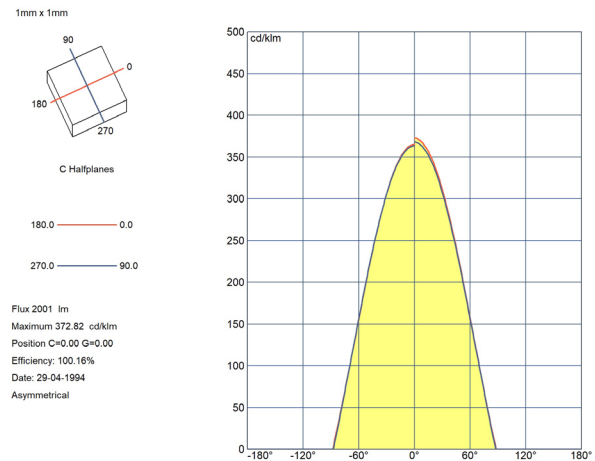 1mm x 1mm
90
0
180
270
C Halfplanes
180.0 0.0
270.0 90.0
Flux 2001 lm
Maximum 372.82 cd/klm
Position C=0.00 G=0.00
Efficiency: 100.16%
Date: 29-04-1994
Asymmetrical
500
cd/klm
450
400
350
300
250
200
150
100
50
0
-180° -120° -60° 0° 60° 120° 180°